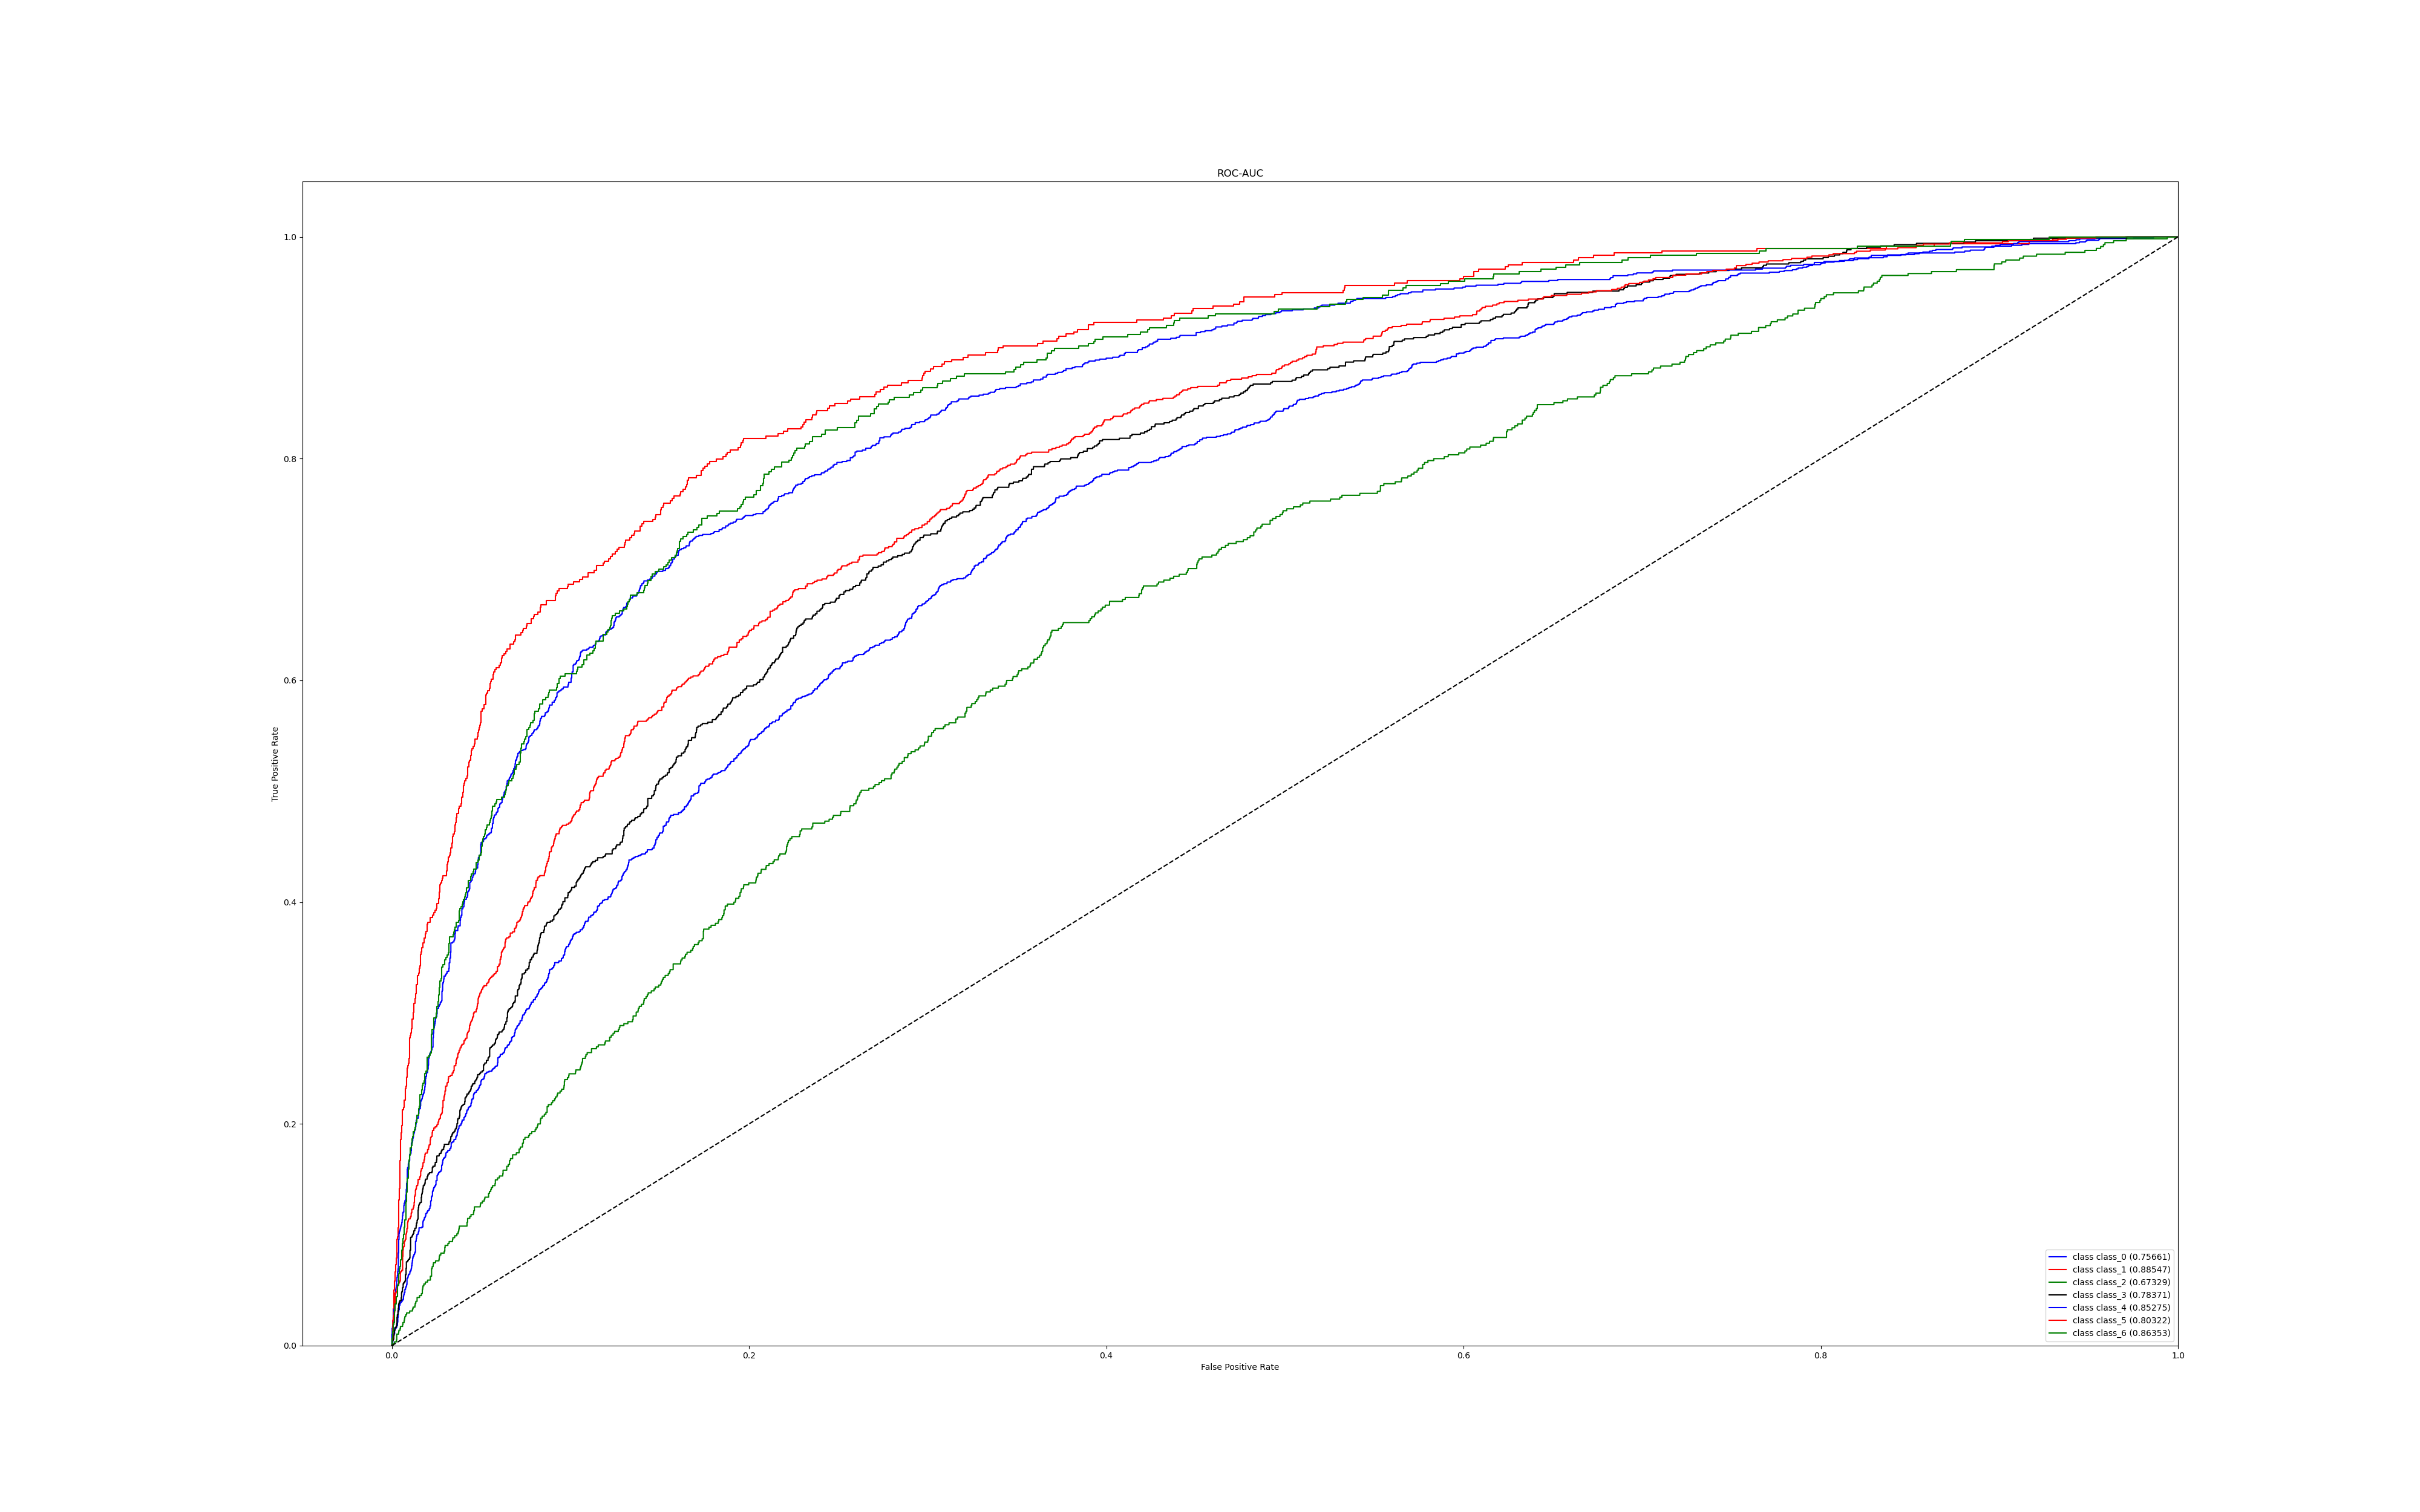 ROC-AUC
1.0
0.8
0.6
True Positive Rate
0.4
0.2
0.0
0.0 0.2 0.4 0.6 0.8 1.0
False Positive Rate
class class_0 (0.75661)
class class_1 (0.88547)
class class_2 (0.67329)
class class_3 (0.78371)
class class_4 (0.85275)
class class_5 (0.80322)
class class_6 (0.86353)